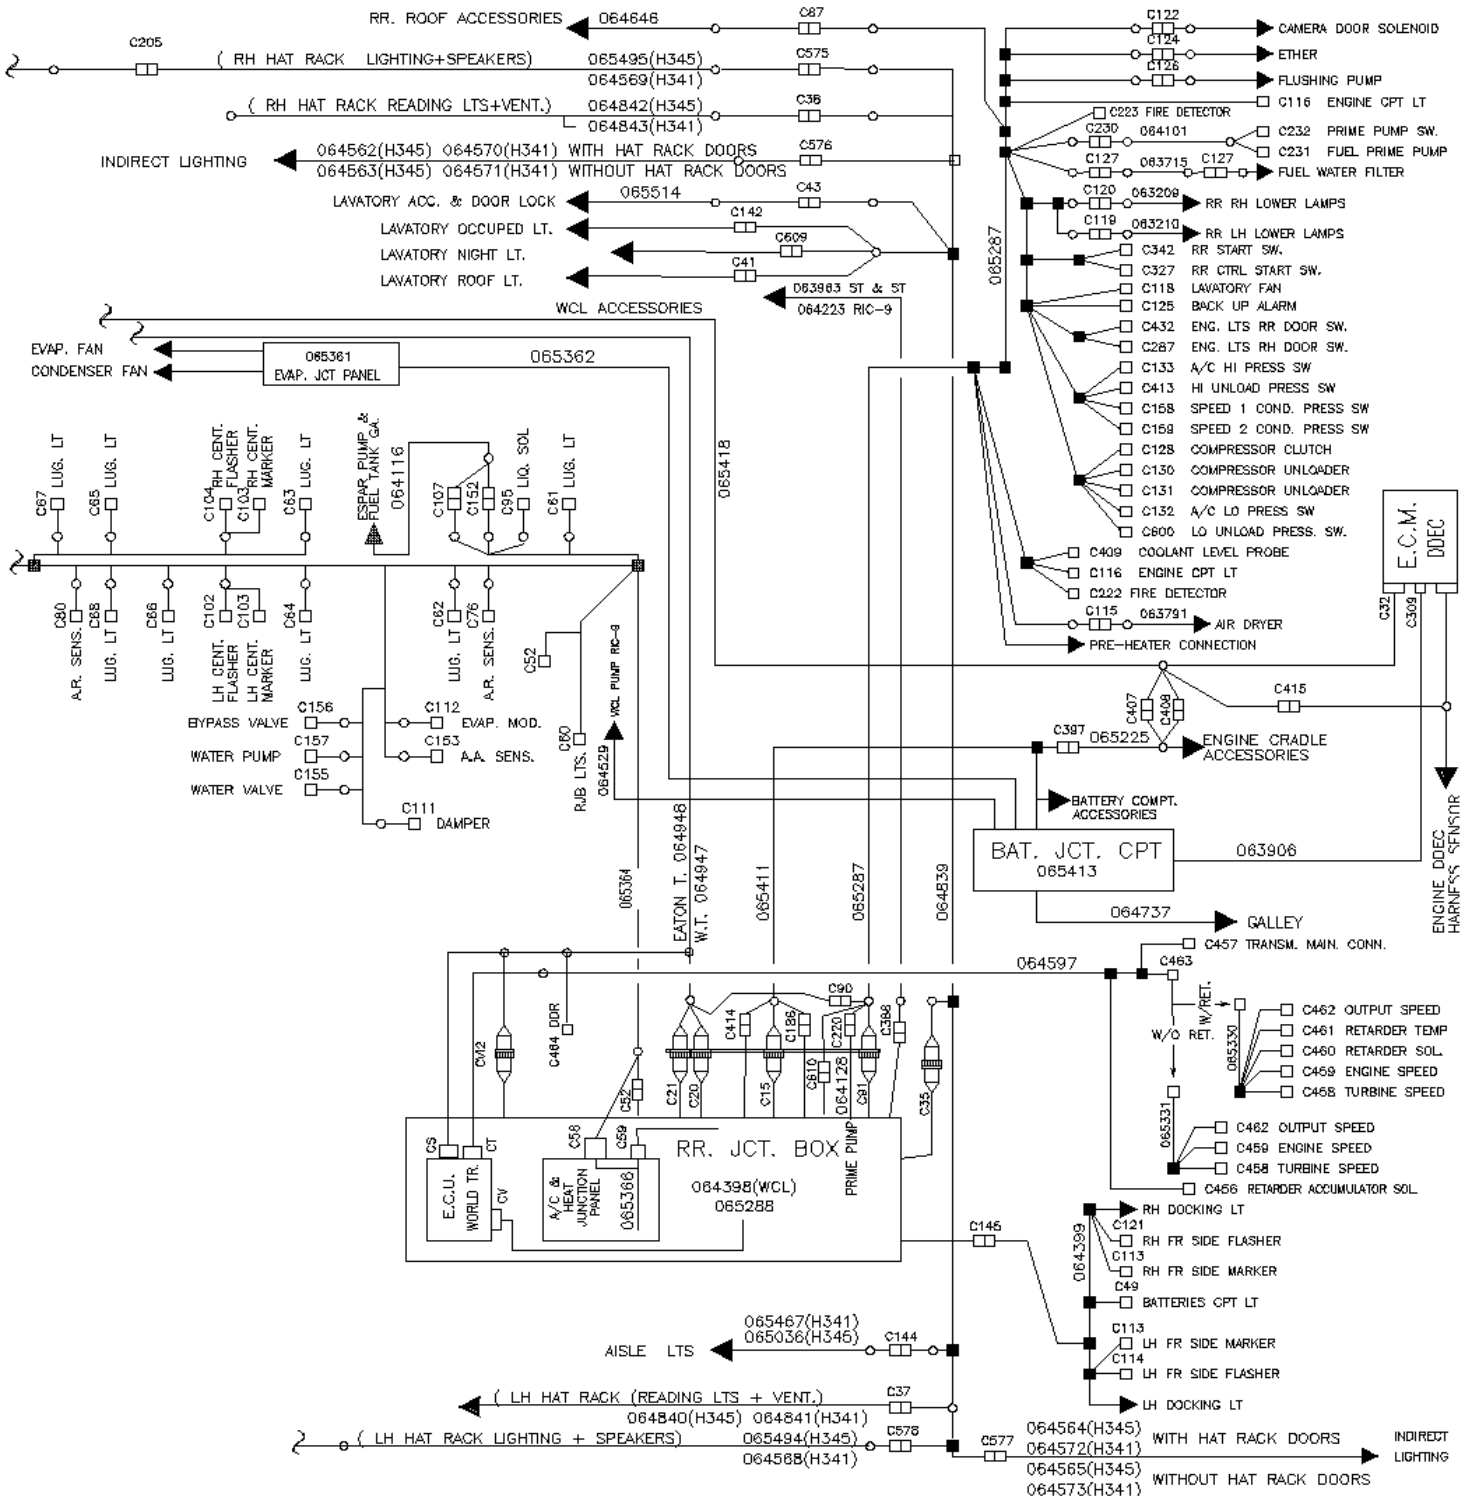 RR. ROOF ACCESSORIES 064646 C87
C205 ( RH HAT RACK LIGHTING+SPEAKERS) 065495(H345) C575
064569(H341)
( RH HAT RACK READING LTS+VENT.) 064842(H345) C38
064843(H341)
INDIRECT LIGHTING 064562(H345) 064570(H341) WITH HAT RACK DOORS C576
064563(H345) 064571(H341) WITHOUT HAT RACK DOORS
LAVATORY ACC. & DOOR LOCK 065514 C43
LAVATORY OCCUPED LT. C142
LAVATORY NIGHT LT. C609
LAVATORY ROOF LT. C41
063983 ST & ST
064223 RIC-9
WCL ACCESSORIES
EVAP. FAN
CONDENSER FAN
065361
EVAP. JCT PANEL
065362
065418
065287
C122 CAMERA DOOR SOLENOID
C124 ETHER
C126 FLUSHING PUMP
C116 ENGINE CPT LT
C223 FIRE DETECTOR
C230 064101 C232 PRIME PUMP SW.
C231 FUEL PRIME PUMP
C127 063715 C127 FUEL WATER FILTER
C120 063209 RR RH LOWER LAMPS
C119 063210 RR LH LOWER LAMPS
C342 RR START SW.
C327 RR CTRL START SW.
C118 LAVATORY FAN
C125 BACK UP ALARM
C432 ENG. LTS RR DOOR SW.
C287 ENG. LTS RH DOOR SW.
C133 A/C HI PRESS SW
C413 HI UNLOAD PRESS SW
C158 SPEED 1 COND. PRESS SW
C159 SPEED 2 COND. PRESS SW
C128 COMPRESSOR CLUTCH
C130 COMPRESSOR UNLOADER
C131 COMPRESSOR UNLOADER
C132 A/C LO PRESS SW
C600 LO UNLOAD PRESS. SW.
C409 COOLANT LEVEL PROBE
C116 ENGINE CPT LT
C222 FIRE DETECTOR
C115 063791 AIR DRYER
PRE-HEATER CONNECTION
E.C.M.
DDEC
C32
C309
C67 LUG. LT
C65 LUG. LT
C104 RH CENT. FLASHER
C103 RH CENT. MARKER
C63 LUG. LT
ESPAR PUMP & FUEL TANK GA.
064116
C107
C152
C95 LIQ. SOL
C61 LUG. LT
A.R. SENS. C80
LUG. LT C68
LUG. LT C66
LH CENT. FLASHER C102
LH CENT. MARKER C103
LUG. LT C64
LUG. LT C62
A.R. SENS. C76
C52
RJB LTS. C60
064529 WCL PUMP RIC-9
C156 BYPASS VALVE
C112 EVAP. MOD.
C157 WATER PUMP
C153 A.A. SENS.
C155 WATER VALVE
C111 DAMPER
C407
C408
C415
C397 065225
ENGINE CRADLE
ACCESSORIES
BATTERY COMPT.
ACCESSORIES
BAT. JCT. CPT
065413
063906
064737 GALLEY
ENGINE DDEC
HARNESS SENSOR
065364
EATON T. 064948
W.T. 064947
065411
065287
064839
064597
C457 TRANSM. MAIN. CONN.
C463
W/RET.
W/O RET.
065330
C462 OUTPUT SPEED
C461 RETARDER TEMP
C460 RETARDER SOL.
C459 ENGINE SPEED
C458 TURBINE SPEED
065331
C462 OUTPUT SPEED
C459 ENGINE SPEED
C458 TURBINE SPEED
C456 RETARDER ACCUMULATOR SOL.
C464 DDR
C52
C21
C20
C414
C15
C186
C90
C610
C220
064128
C91
C388
C35
CS
CT
E.C.U.
WORLD TR.
CV
C58
C59
A/C &
HEAT
JUNCTION
PANEL
065366
RR. JCT. BOX
064398(WCL)
065288
PRIME PUMP
C145
064399
RH DOCKING LT
C121
RH FR SIDE FLASHER
C113
RH FR SIDE MARKER
C49
BATTERIES CPT LT
C113
LH FR SIDE MARKER
C114
LH FR SIDE FLASHER
LH DOCKING LT
065467(H341)
065036(H345)
AISLE LTS C144
( LH HAT RACK (READING LTS + VENT.) C37
064840(H345) 064841(H341)
( LH HAT RACK LIGHTING + SPEAKERS) 065494(H345) C578
064568(H341)
C577
064564(H345)
064572(H341) WITH HAT RACK DOORS
064565(H345)
064573(H341) WITHOUT HAT RACK DOORS
INDIRECT
LIGHTING